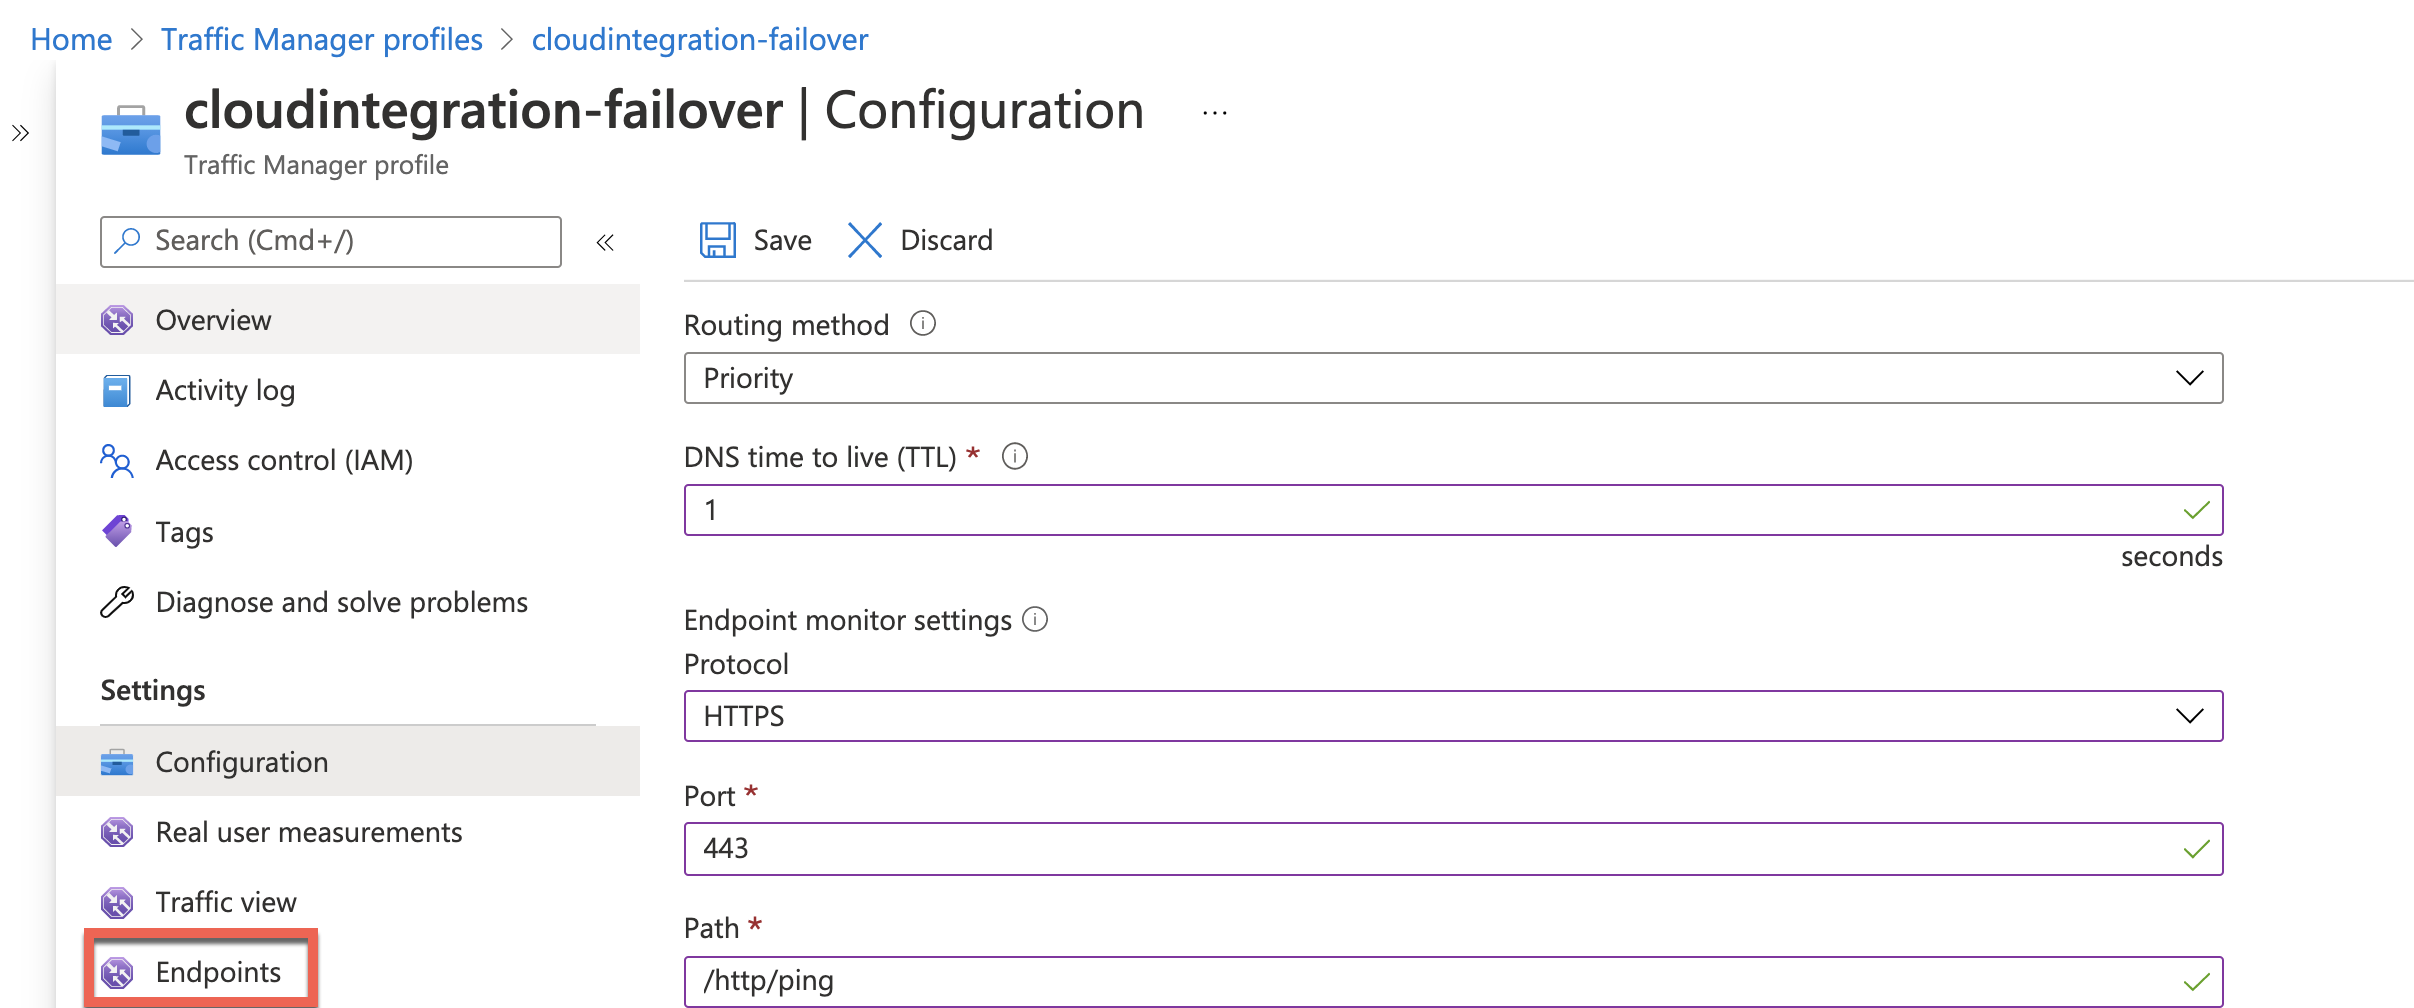 Home > Traffic Manager profiles > cloudintegration-failover
cloudintegration-failover | Configuration ...
Traffic Manager profile
Search (Cmd+/)
Overview
Activity log
Access control (IAM)
Tags
Diagnose and solve problems
Settings
Configuration
Real user measurements
Traffic view
Endpoints
Save Discard
Routing method
Priority
DNS time to live (TTL) *
1
seconds
Endpoint monitor settings
Protocol
HTTPS
Port *
443
Path *
/http/ping